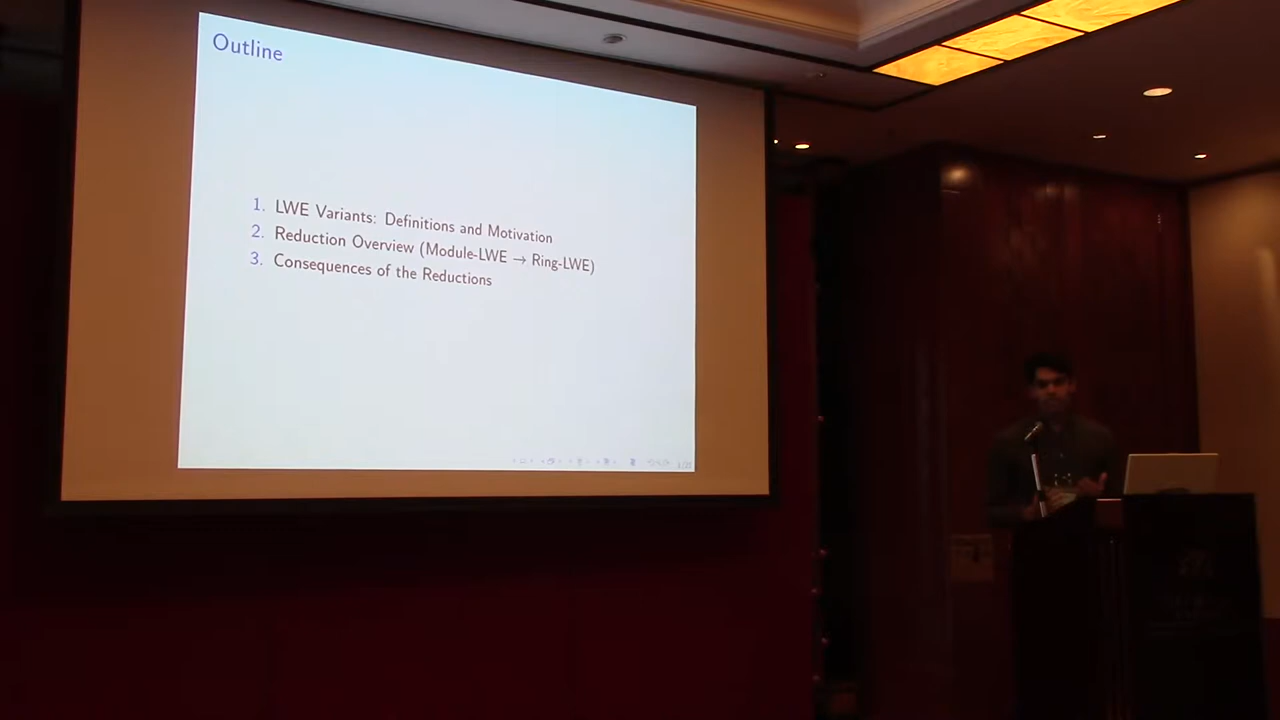 Outline
1. LWE Variants: Definitions and Motivation
2. Reduction Overview (Module-LWE → Ring-LWE)
3. Consequences of the Reductions